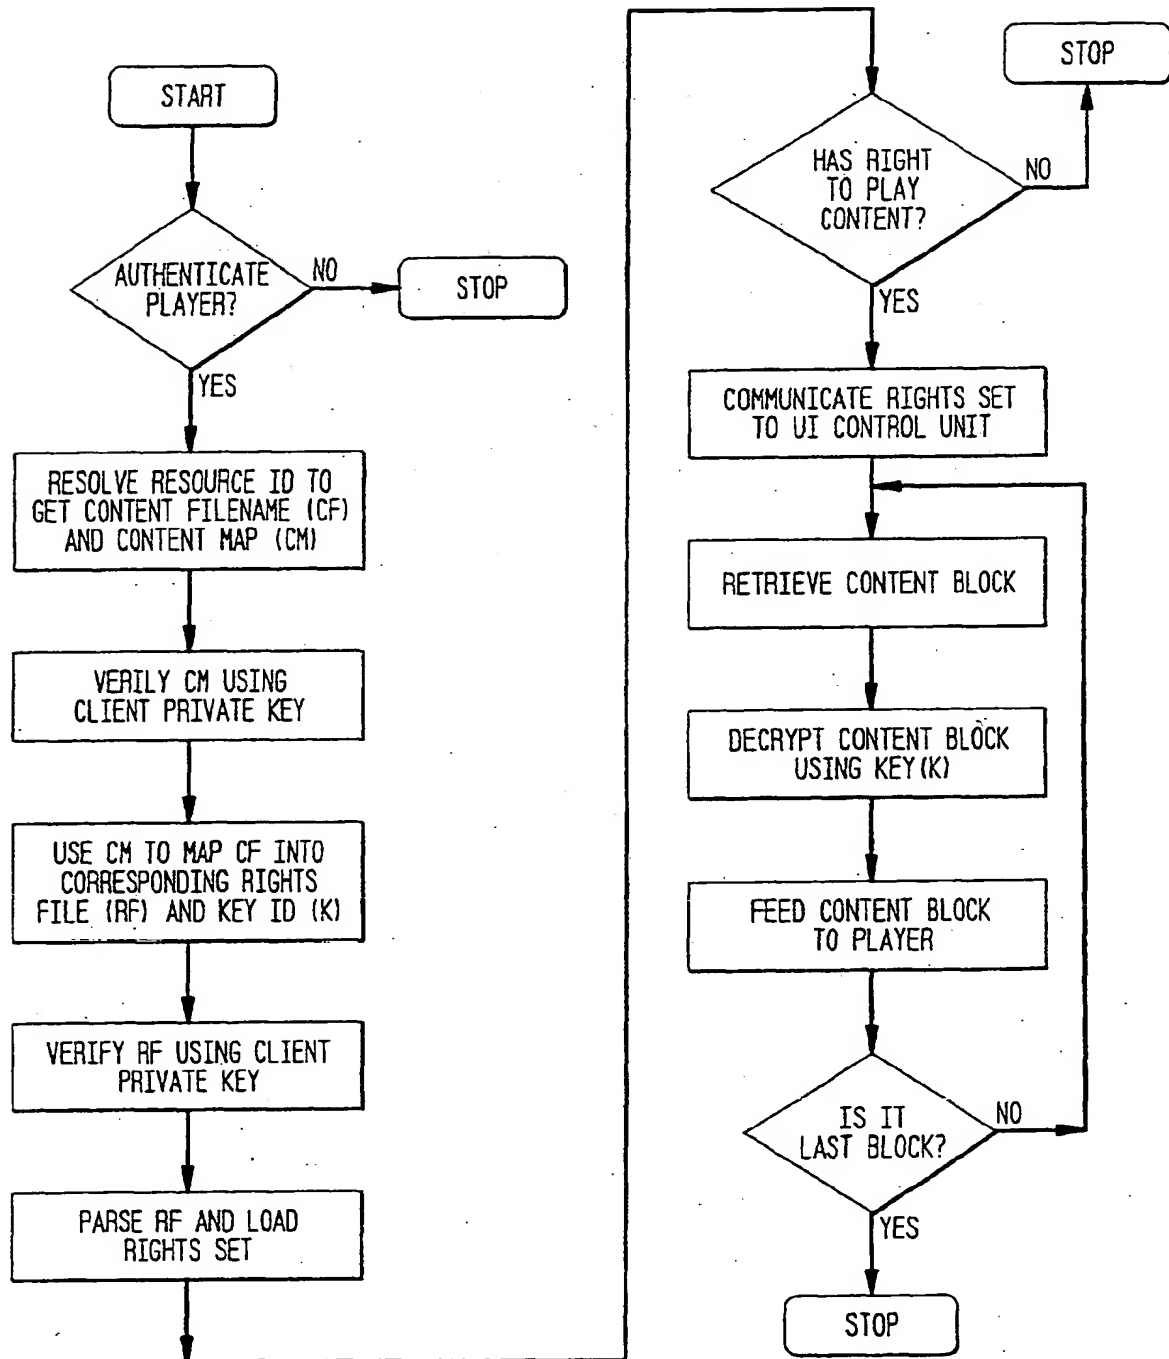 START
AUTHENTICATE
PLAYER?
NO
STOP
YES
RESOLVE RESOURCE ID TO
GET CONTENT FILENAME (CF)
AND CONTENT MAP (CM)
VERILY CM USING
CLIENT PRIVATE KEY
USE CM TO MAP CF INTO
CORRESPONDING RIGHTS
FILE (RF) AND KEY ID (K)
VERIFY RF USING CLIENT
PRIVATE KEY
PARSE RF AND LOAD
RIGHTS SET
HAS RIGHT
TO PLAY
CONTENT?
NO
STOP
YES
COMMUNICATE RIGHTS SET
TO UI CONTROL UNIT
RETRIEVE CONTENT BLOCK
DECRYPT CONTENT BLOCK
USING KEY(K)
FEED CONTENT BLOCK
TO PLAYER
IS IT
LAST BLOCK?
NO
YES
STOP